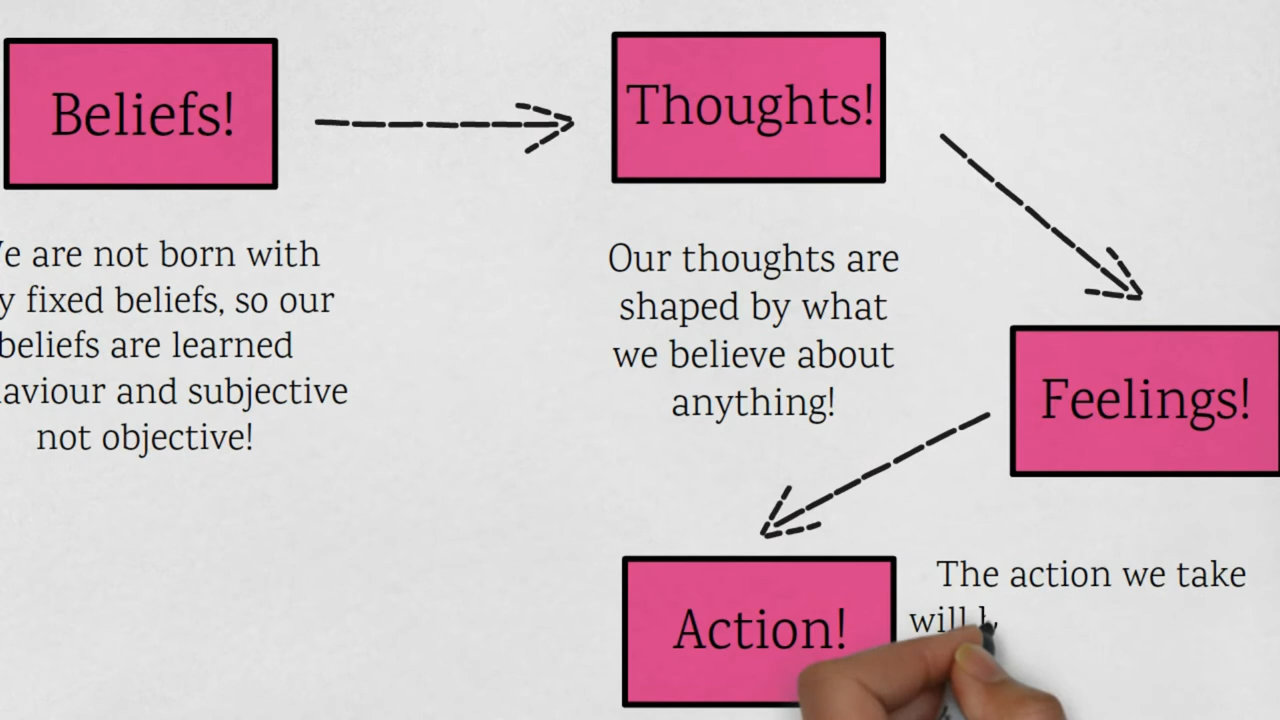 Beliefs!
Thoughts!
are not born with
fixed beliefs, so our
beliefs are learned
and subjective
not objective!
Our thoughts are
shaped by what
we believe about
anything!
Feelings!
Action!
The action we take
will